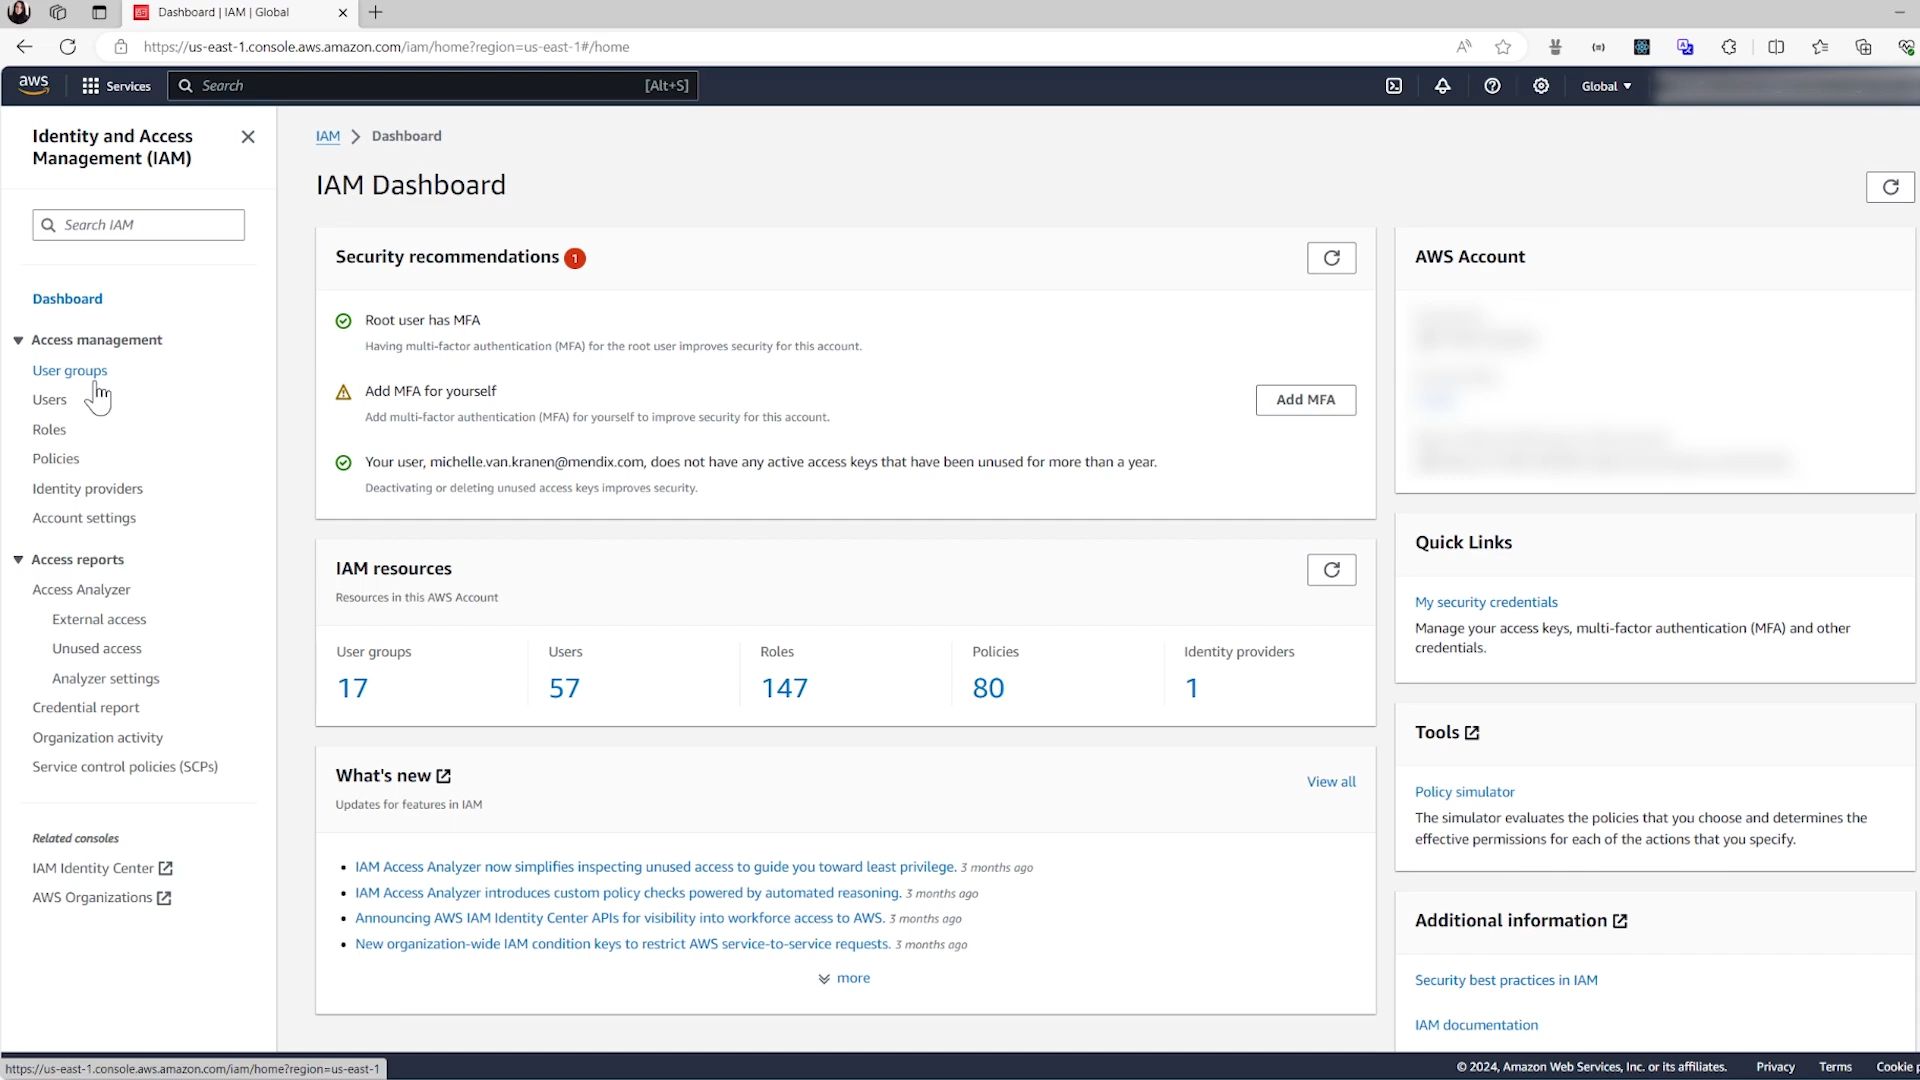 Dashboard | IAM | Global
https://us-east-1.console.aws.amazon.com/iam/home?region=us-east-1#/home
aws
Services
Search
[Alt+S]
Global
Identity and Access
Management (IAM)
Search IAM
Dashboard
Access management
User groups
Users
Roles
Policies
Identity providers
Account settings
Access reports
Access Analyzer
External access
Unused access
Analyzer settings
Credential report
Organization activity
Service control policies (SCPs)
Related consoles
IAM Identity Center
AWS Organizations
IAM > Dashboard
IAM Dashboard
Security recommendations 1
Root user has MFA
Having multi-factor authentication (MFA) for the root user improves security for this account.
Add MFA for yourself
Add multi-factor authentication (MFA) for yourself to improve security for this account.
Add MFA
Your user, michelle.van.kranen@mendix.com, does not have any active access keys that have been unused for more than a year.
Deactivating or deleting unused access keys improves security.
IAM resources
Resources in this AWS Account
User groups
17
Users
57
Roles
147
Policies
80
Identity providers
1
What's new
Updates for features in IAM
View all
• IAM Access Analyzer now simplifies inspecting unused access to guide you toward least privilege. 3 months ago
• IAM Access Analyzer introduces custom policy checks powered by automated reasoning. 3 months ago
• Announcing AWS IAM Identity Center APIs for visibility into workforce access to AWS. 3 months ago
• New organization-wide IAM condition keys to restrict AWS service-to-service requests. 3 months ago
more
AWS Account
Quick Links
My security credentials
Manage your access keys, multi-factor authentication (MFA) and other
credentials.
Tools
Policy simulator
The simulator evaluates the policies that you choose and determines the
effective permissions for each of the actions that you specify.
Additional information
Security best practices in IAM
IAM documentation
https://us-east-1.console.aws.amazon.com/iam/home?region=us-east-1
© 2024, Amazon Web Services, Inc. or its affiliates.
Privacy
Terms
Cookie